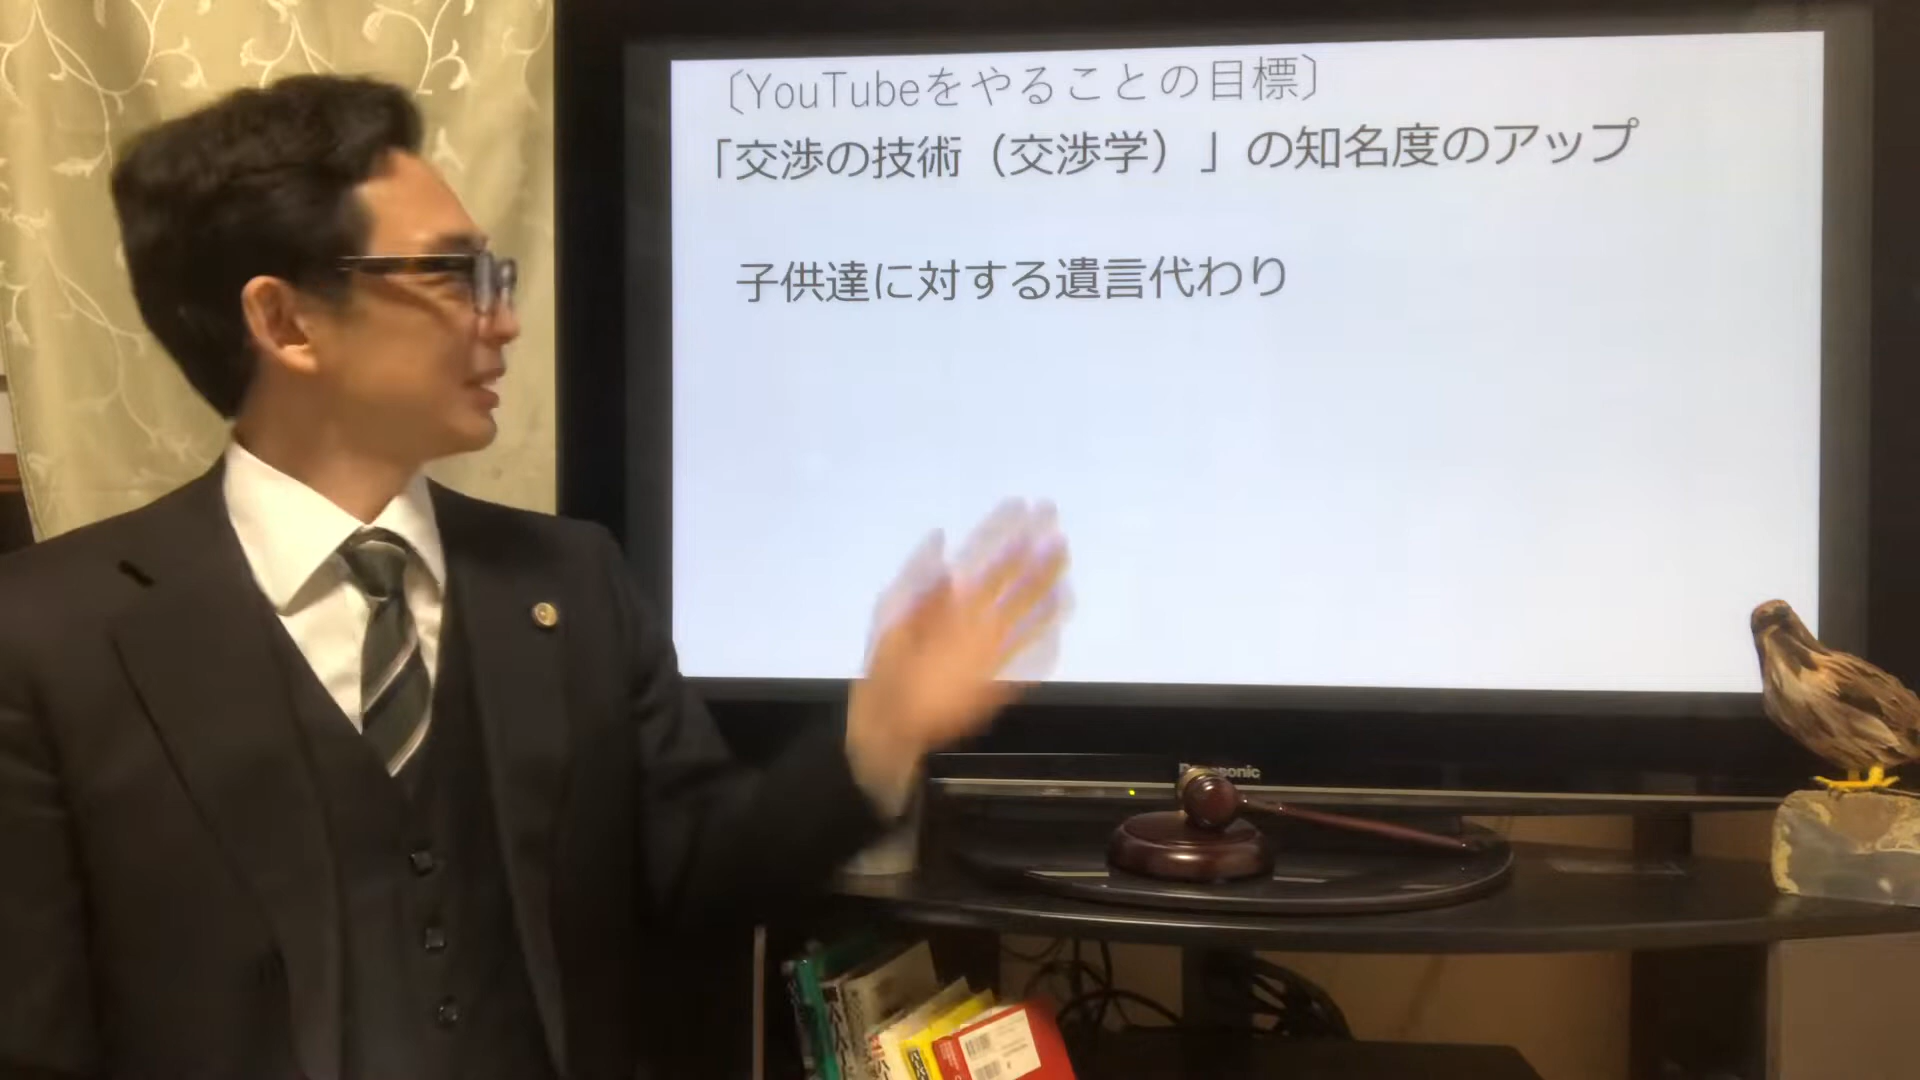 〔YouTubeをやることの目標〕
「交渉の技術（交渉学）」の知名度のアップ
子供達に対する遺言代わり
Panasonic